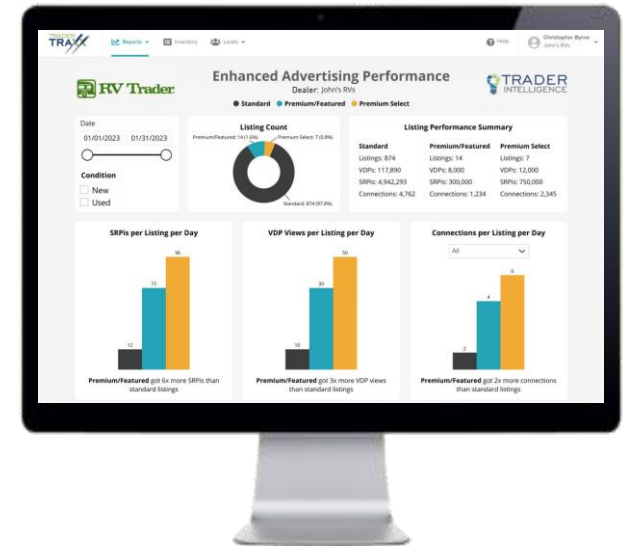 TRADER
TRAXX
Reports
Inventory
Leads
Help
Christopher Byrne
John's RVs
RV Trader
Enhanced Advertising Performance
Dealer: John's RVs
Standard Premium/Featured Premium Select
TRADER
INTELLIGENCE
Date
01/01/2023 01/31/2023
Condition
New
Used
Listing Count
Premium/Featured: 14 (1.6%)
Premium Select: 7 (0.8%)
Standard: 874 (97.6%)
Listing Performance Summary
Standard Premium/Featured Premium Select
Listings: 874 Listings: 14 Listings: 7
VDPs: 117,890 VDPs: 8,000 VDPs: 12,000
SRPis: 4,942,293 SRPis: 300,000 SRPis: 750,000
Connections: 4,762 Connections: 1,234 Connections: 2,345
SRPis per Listing per Day
96
72
12
Premium/Featured got 6x more SRPis than
standard listings
VDP Views per Listing per Day
50
30
10
Premium/Featured got 3x more VDP views
than standard listings
Connections per Listing per Day
All
8
4
2
Premium/Featured got 2x more connections
than standard listings